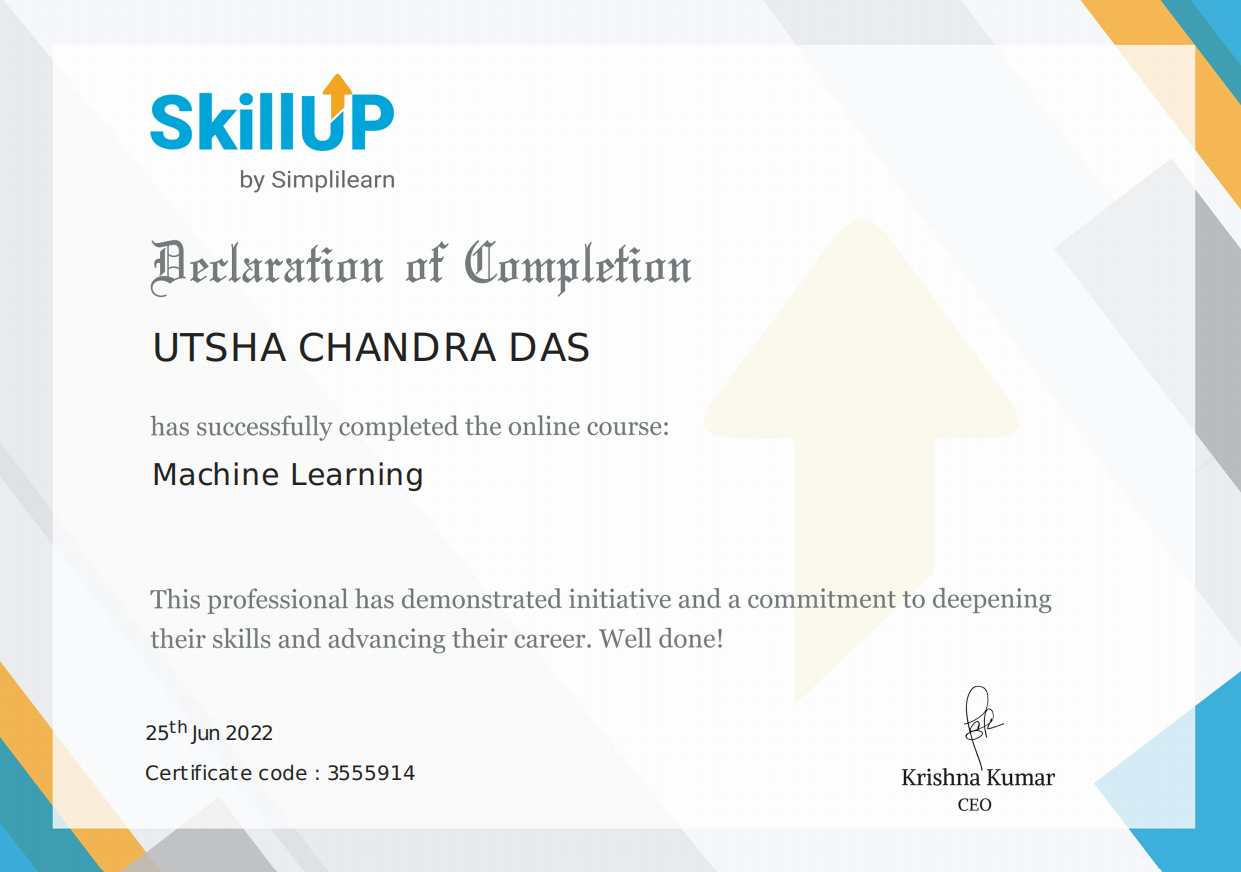 SkillUP
by Simplilearn
Declaration of Completion
UTSHA CHANDRA DAS
has successfully completed the online course:
Machine Learning
This professional has demonstrated initiative and a commitment to deepening
their skills and advancing their career. Well done!
25th Jun 2022
Certificate code : 3555914
Krishna Kumar
CEO